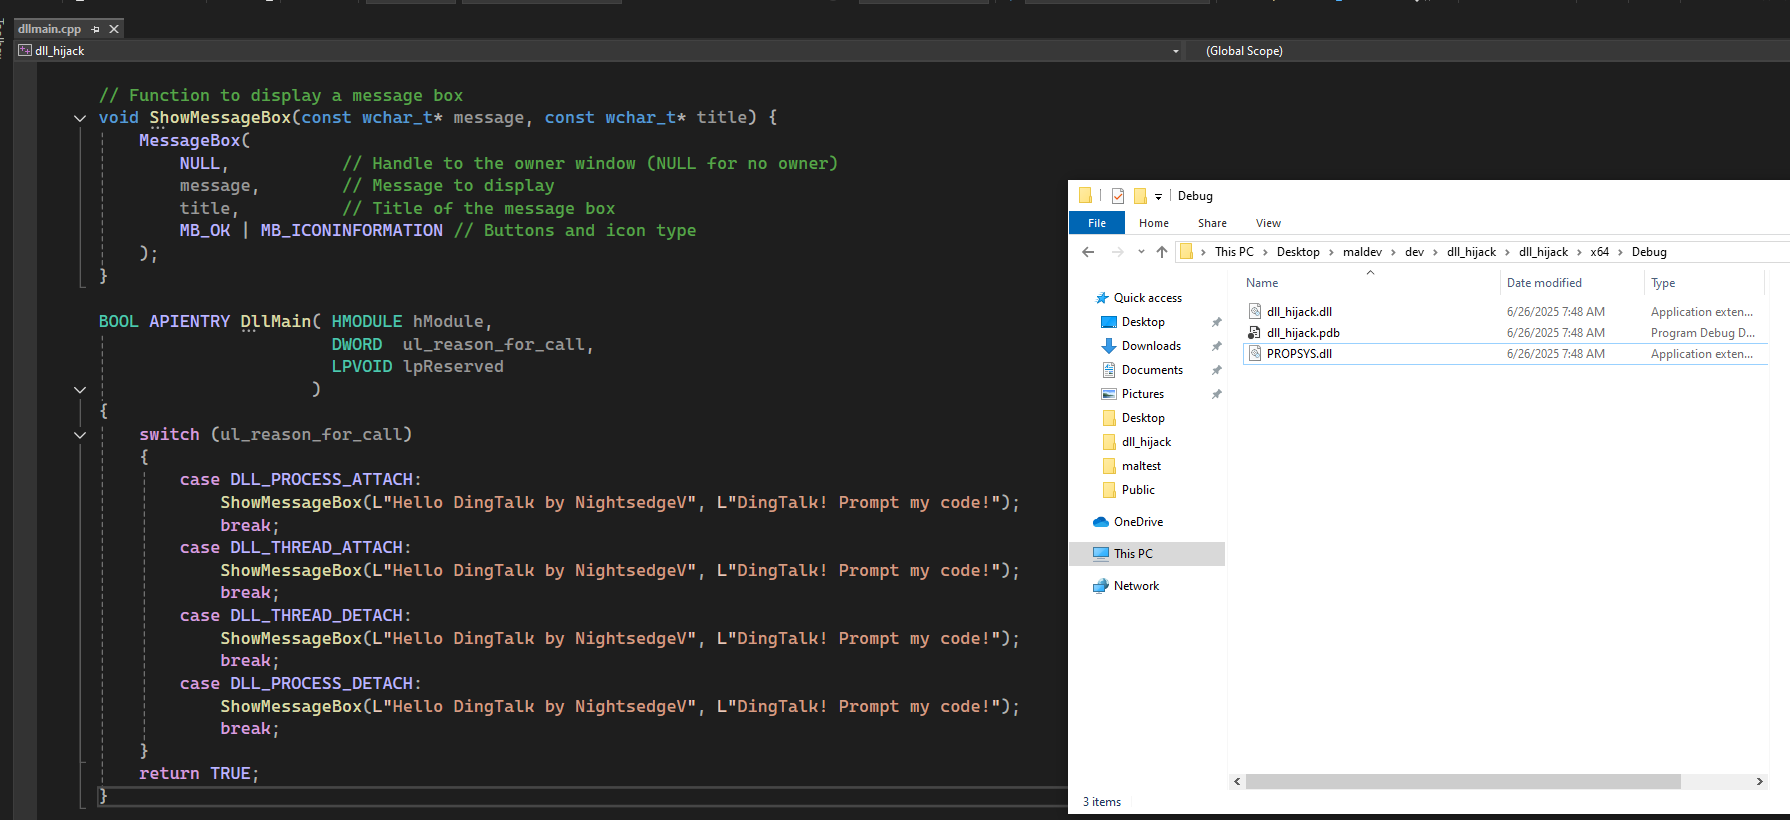 dllmain.cpp
dll_hijack
(Global Scope)
// Function to display a message box
void ShowMessageBox(const wchar_t* message, const wchar_t* title) {
MessageBox(
NULL, // Handle to the owner window (NULL for no owner)
message, // Message to display
title, // Title of the message box
MB_OK | MB_ICONINFORMATION // Buttons and icon type
);
}
BOOL APIENTRY DllMain( HMODULE hModule,
DWORD ul_reason_for_call,
LPVOID lpReserved
)
{
switch (ul_reason_for_call)
{
case DLL_PROCESS_ATTACH:
ShowMessageBox(L"Hello DingTalk by NightsedgeV", L"DingTalk! Prompt my code!");
break;
case DLL_THREAD_ATTACH:
ShowMessageBox(L"Hello DingTalk by NightsedgeV", L"DingTalk! Prompt my code!");
break;
case DLL_THREAD_DETACH:
ShowMessageBox(L"Hello DingTalk by NightsedgeV", L"DingTalk! Prompt my code!");
break;
case DLL_PROCESS_DETACH:
ShowMessageBox(L"Hello DingTalk by NightsedgeV", L"DingTalk! Prompt my code!");
break;
}
return TRUE;
}
Debug
File Home Share View
This PC Desktop maldev dev dll_hijack dll_hijack x64 Debug
Quick access
Desktop
Downloads
Documents
Pictures
Desktop
dll_hijack
maltest
Public
OneDrive
This PC
Network
Name Date modified Type
dll_hijack.dll 6/26/2025 7:48 AM Application exten...
dll_hijack.pdb 6/26/2025 7:48 AM Program Debug D...
PROPSYS.dll 6/26/2025 7:48 AM Application exten...
3 items